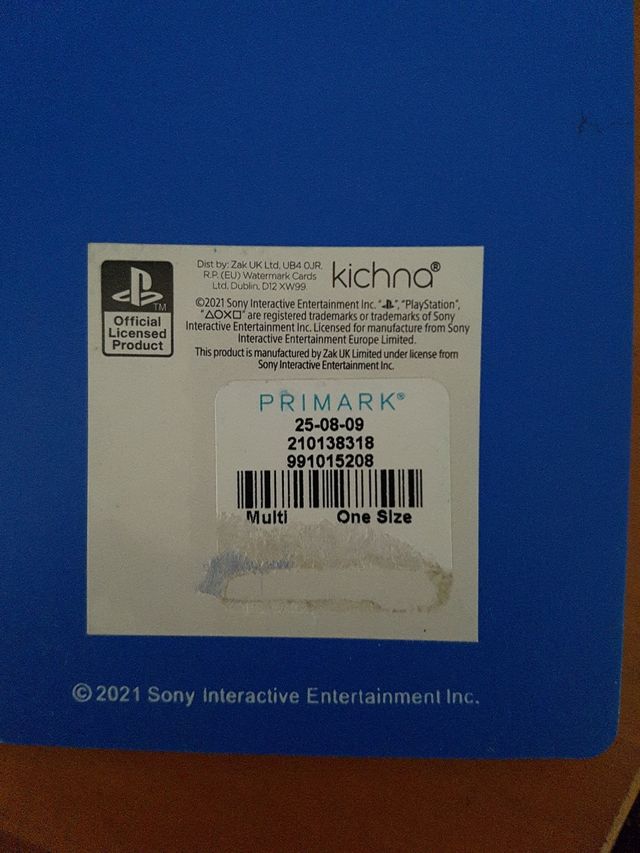 Dist by: Zak UK Ltd, UB4 0JR.
R.P. (EU) Watermark Cards
Ltd, Dublin, D12 XW99.
kichna®
TM
Official
Licensed
Product
©2021 Sony Interactive Entertainment Inc. "PS", "PlayStation",
"△○×□" are registered trademarks or trademarks of Sony
Interactive Entertainment Inc. Licensed for manufacture from Sony
Interactive Entertainment Europe Limited.
This product is manufactured by Zak UK Limited under license from
Sony Interactive Entertainment Inc.
PRIMARK®
25-08-09
210138318
991015208
Multi One Size
©2021 Sony Interactive Entertainment Inc.